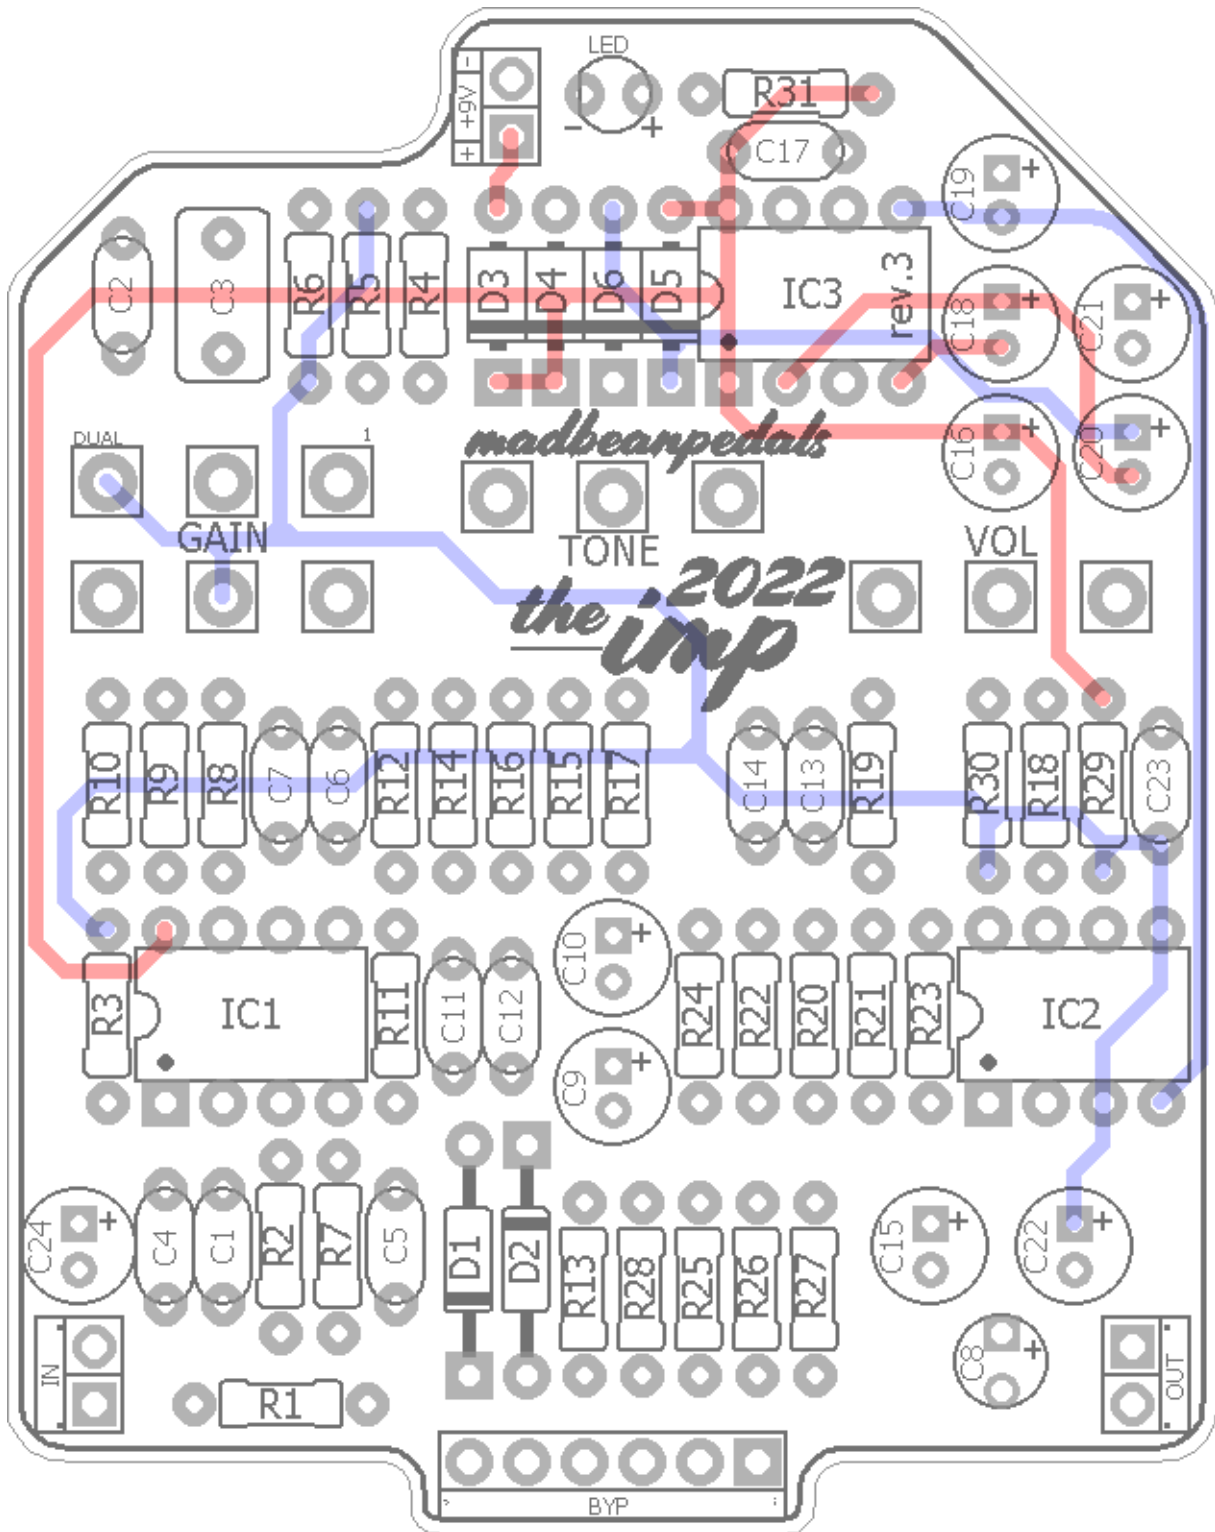 LED
+9V
-
+
-
+
R31
C17
C19
+
C2
C3
R6
R5
R4
D3
D4
D6
D5
IC3
rev.3
C18
+
C21
+
madbeanpedals
C16
+
C20
+
DUAL
1
GAIN
TONE
VOL
the imp
2022
R10
R9
R8
C7
C6
R12
R14
R16
R15
R17
C14
C13
R19
R30
R18
R29
C23
R3
IC1
R11
C11
C12
C10
+
C9
+
R24
R22
R20
R21
R23
IC2
C24
+
C4
C1
R2
R7
C5
D1
D2
R13
R28
R25
R26
R27
C15
+
C22
+
C8
+
IN
R1
OUT
BYP